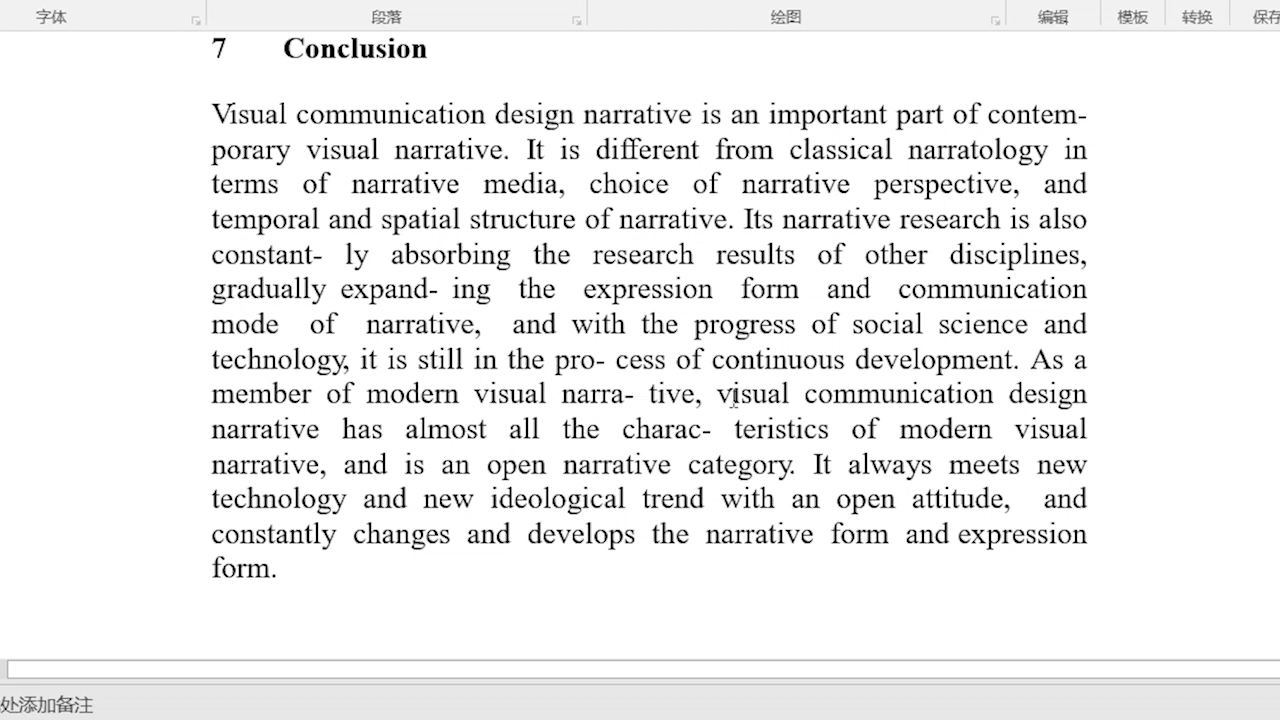 字体 段落 绘图 编辑 模板 转换 保存
7 Conclusion
Visual communication design narrative is an important part of contem-
porary visual narrative. It is different from classical narratology in
terms of narrative media, choice of narrative perspective, and
temporal and spatial structure of narrative. Its narrative research is also
constant- ly absorbing the research results of other disciplines,
gradually expand- ing the expression form and communication
mode of narrative, and with the progress of social science and
technology, it is still in the pro- cess of continuous development. As a
member of modern visual narra- tive, visual communication design
narrative has almost all the charac- teristics of modern visual
narrative, and is an open narrative category. It always meets new
technology and new ideological trend with an open attitude, and
constantly changes and develops the narrative form and expression
form.
处添加备注